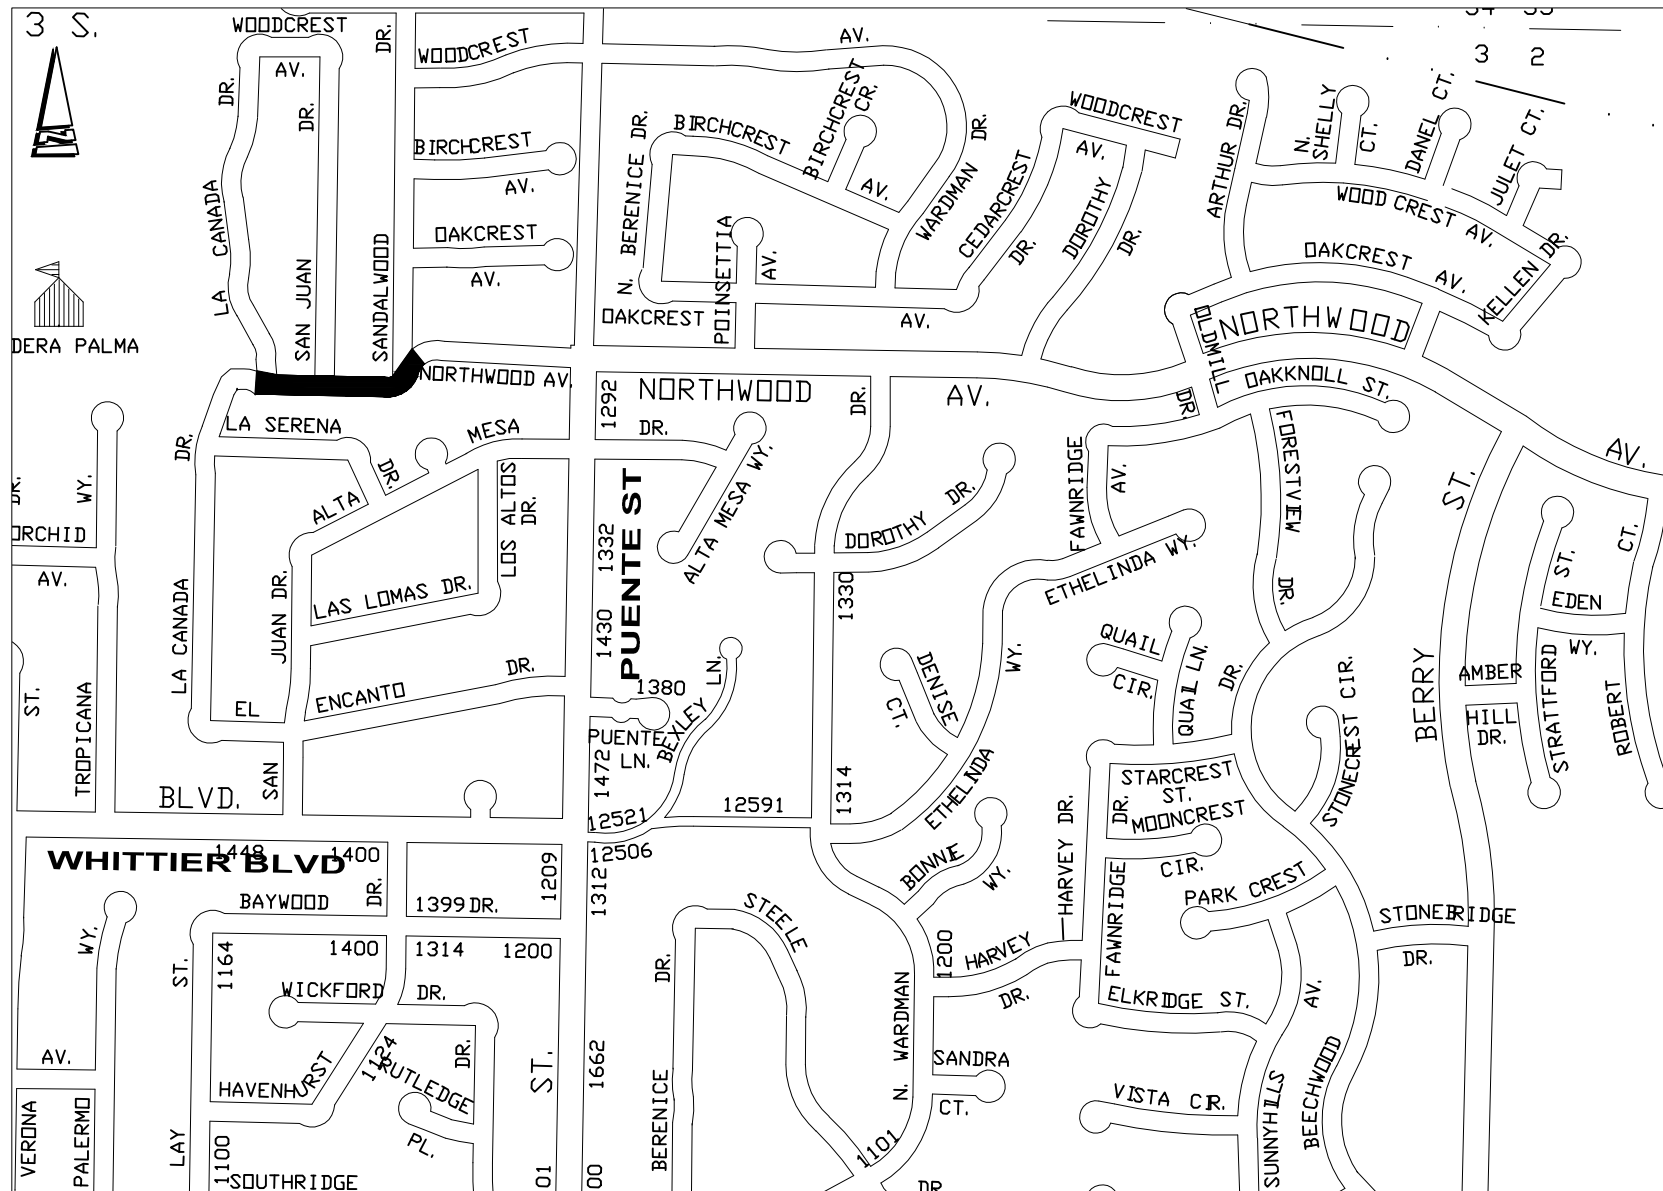 3 S.
WOODCREST
AV.
DR.
DR.
DR.
WOODCREST
AV.
3 2
BIRCHCREST
AV.
BIRCHCREST
AV.
BIRCHCREST
CR.
WOODCREST
AV.
N.
SHELLY
CT.
DANEL CT.
JULET CT.
ARTHUR DR.
WOOD CREST AV.
LA CANADA
SAN JUAN
SANDALWOOD
OAKCREST
AV.
N. BERENICE DR.
POINSETTIA
AV.
WARDMAN DR.
CEDARCREST
DR.
DOROTHY
DR.
OAKCREST
AV.
KELLEN DR.
OAKCREST
AV.
DERA PALMA
NORTHWOOD AV.
NORTHWOOD
AV.
OLDMILL
DR.
NORTHWOOD
AV.
OAKKNOLL ST.
LA SERENA
DR.
MESA
DR.
ALTA
1292
DR.
DR.
WY.
ORCHID
AV.
LOS ALTOS
DR.
PUENTE ST
1332
ALTA MESA WY.
DOROTHY DR.
FAWNRIDGE
AV.
FORESTVIEW
DR.
ST.
ETHELINDA WY.
ST.
CT.
EDEN
WY.
LA CANADA
DR.
JUAN DR.
LAS LOMAS DR.
1430
1330
EL
ENCANTO
DR.
SAN
1380
PUENTE
LN.
BEXLEY LN.
DENISE
CT.
WY.
QUAIL
CIR.
QUAIL LN.
DR.
STONECREST CIR.
BERRY
AMBER
HILL
DR.
STRATTFORD
ROBERT
ST.
TROPICANA
BLVD.
1472
12521
12591
1314
ETHELINDA
STARCREST
ST.
DR.
MOONCREST
CIR.
HARVEY DR.
WHITTIER BLVD
1448
1400
12506
1312
1209
BONNIE
WY.
PARK CREST
STONEBRIDGE
DR.
BAYWOOD
DR.
1399 DR.
1400
1314
1200
WY.
ST.
1164
STEELE
DR.
1200
HARVEY
DR.
FAWNRIDGE
ELKRIDGE ST.
AV.
WICKFORD DR.
AV.
HAVENHURST
1124
RUTLEDGE
PL.
DR.
ST.
1662
N. WARDMAN
SANDRA
CT.
VISTA CIR.
SUNNYHILLS
BEECHWOOD
VERONA
PALERMO
LAY
1100
SOUTHRIDGE
01
00
BERENICE
1101
DR.